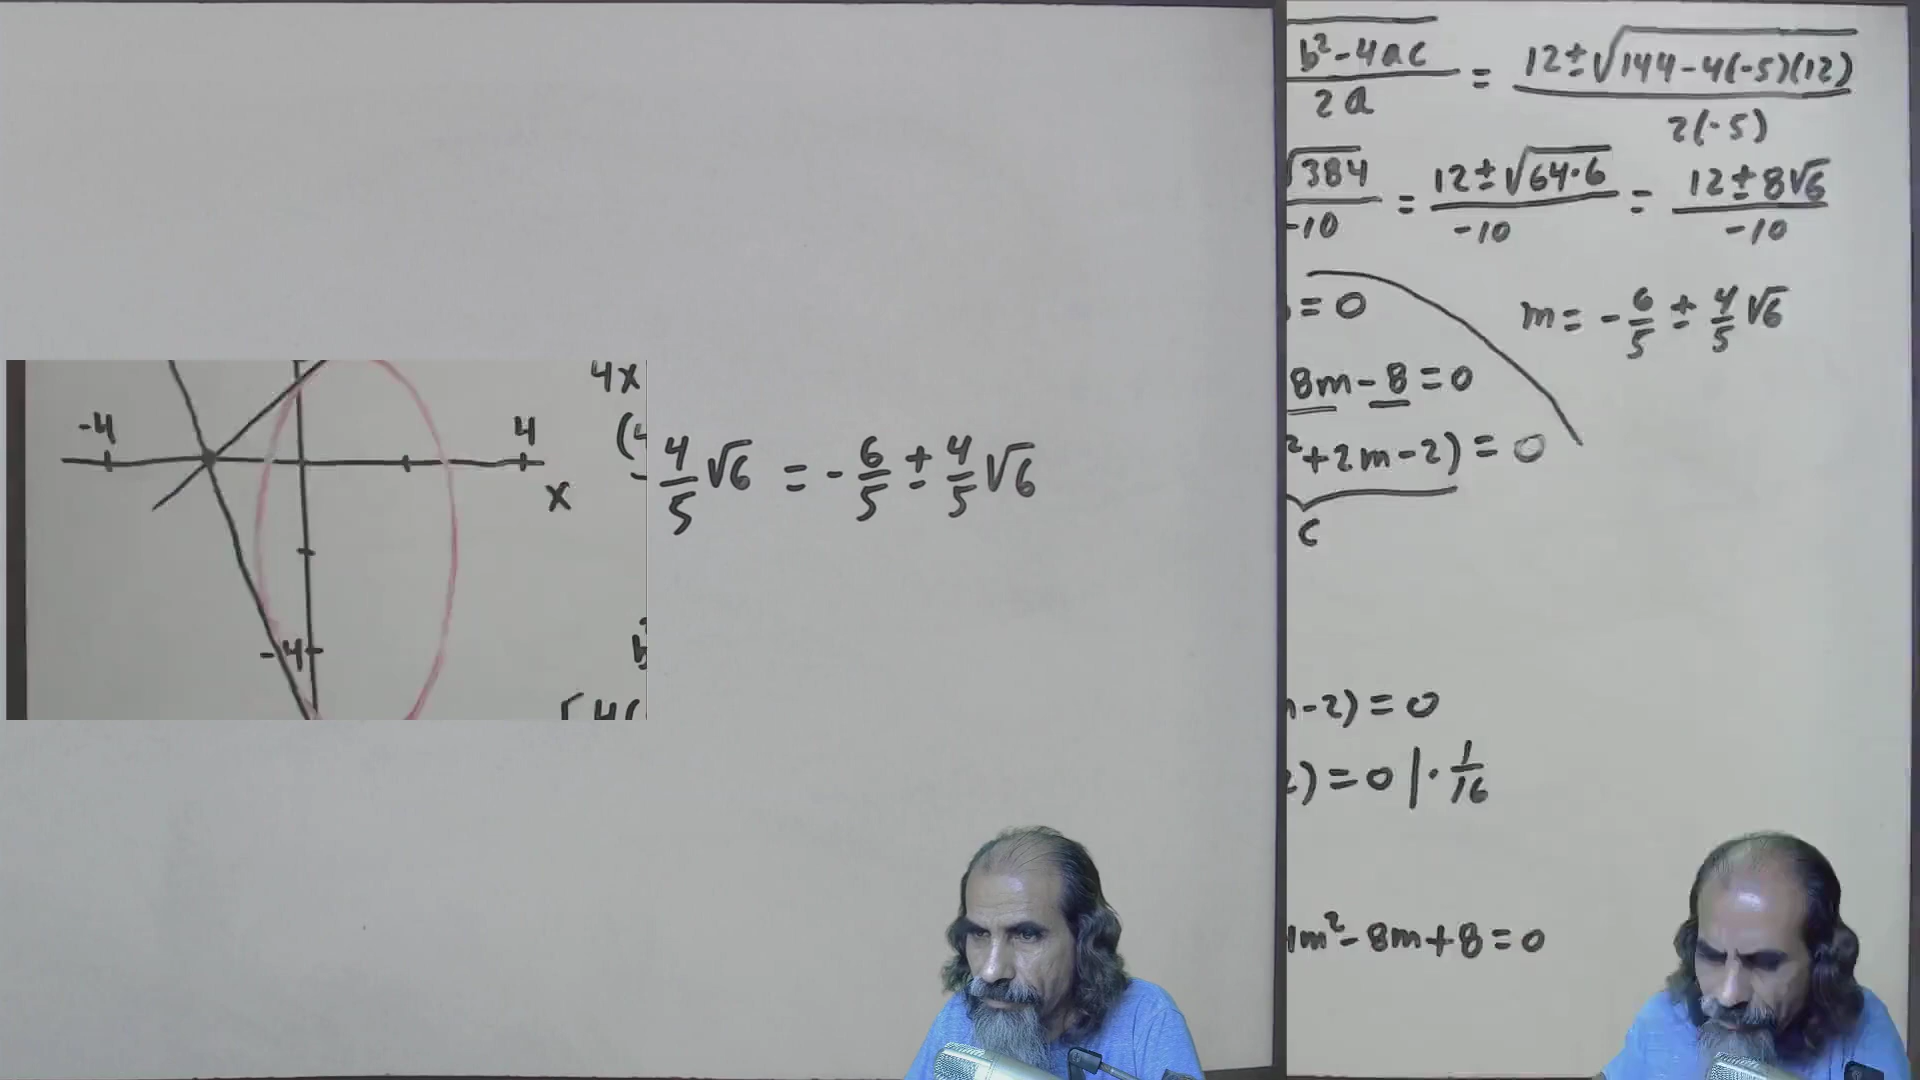 -4
4
x
4x
(4
-4
4/5 √6 = - 6/5 ± 4/5 √6
b²-4ac / 2a = 12±√144-4(-5)(12) / 2(-5)
√384 / -10 = 12±√64·6 / -10 = 12±8√6 / -10
= 0
m = - 6/5 ± 4/5 √6
8m-8=0
²+2m-2) = 0
c
-2) = 0
) = 0 | · 1/16
m²-8m+8=0